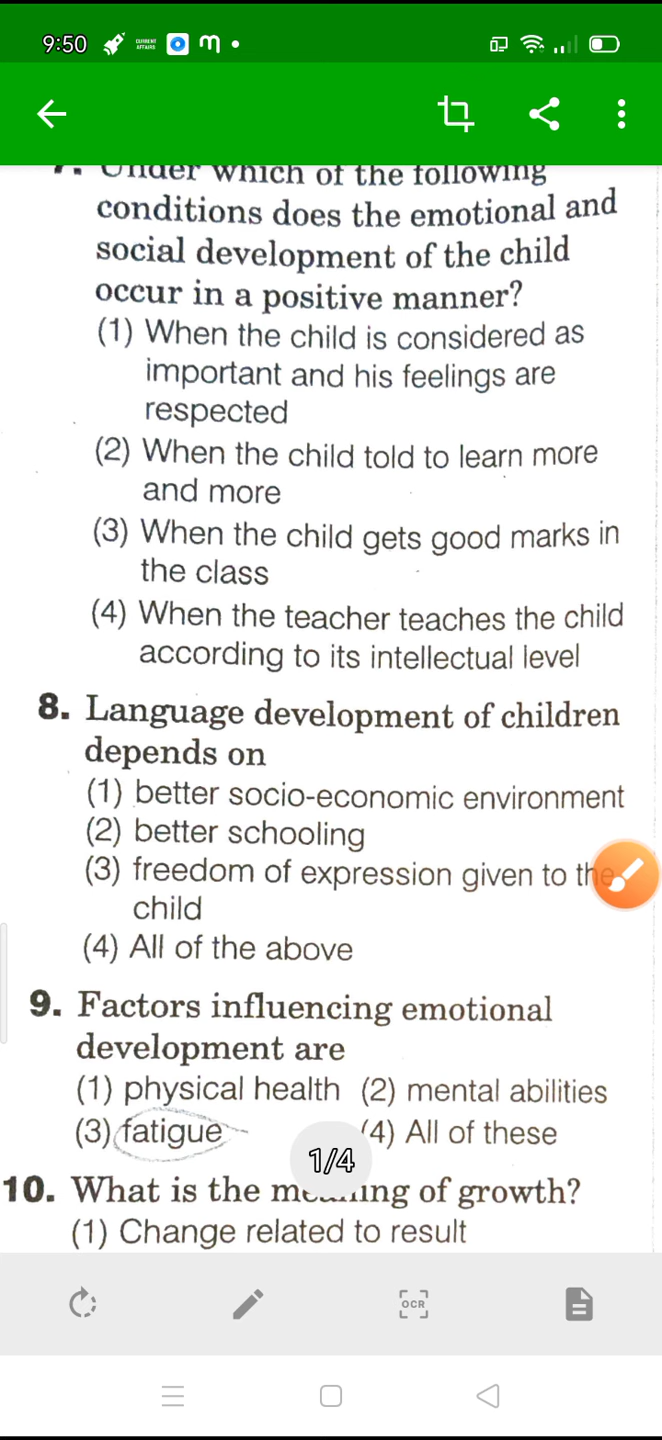 9:50
CURRENT
AFFAIRS
7. Under which of the following
conditions does the emotional and
social development of the child
occur in a positive manner?
(1) When the child is considered as
important and his feelings are
respected
(2) When the child told to learn more
and more
(3) When the child gets good marks in
the class
(4) When the teacher teaches the child
according to its intellectual level
8. Language development of children
depends on
(1) better socio-economic environment
(2) better schooling
(3) freedom of expression given to the
child
(4) All of the above
9. Factors influencing emotional
development are
(1) physical health (2) mental abilities
(3) fatigue (4) All of these
1/4
10. What is the meaning of growth?
(1) Change related to result
OCR